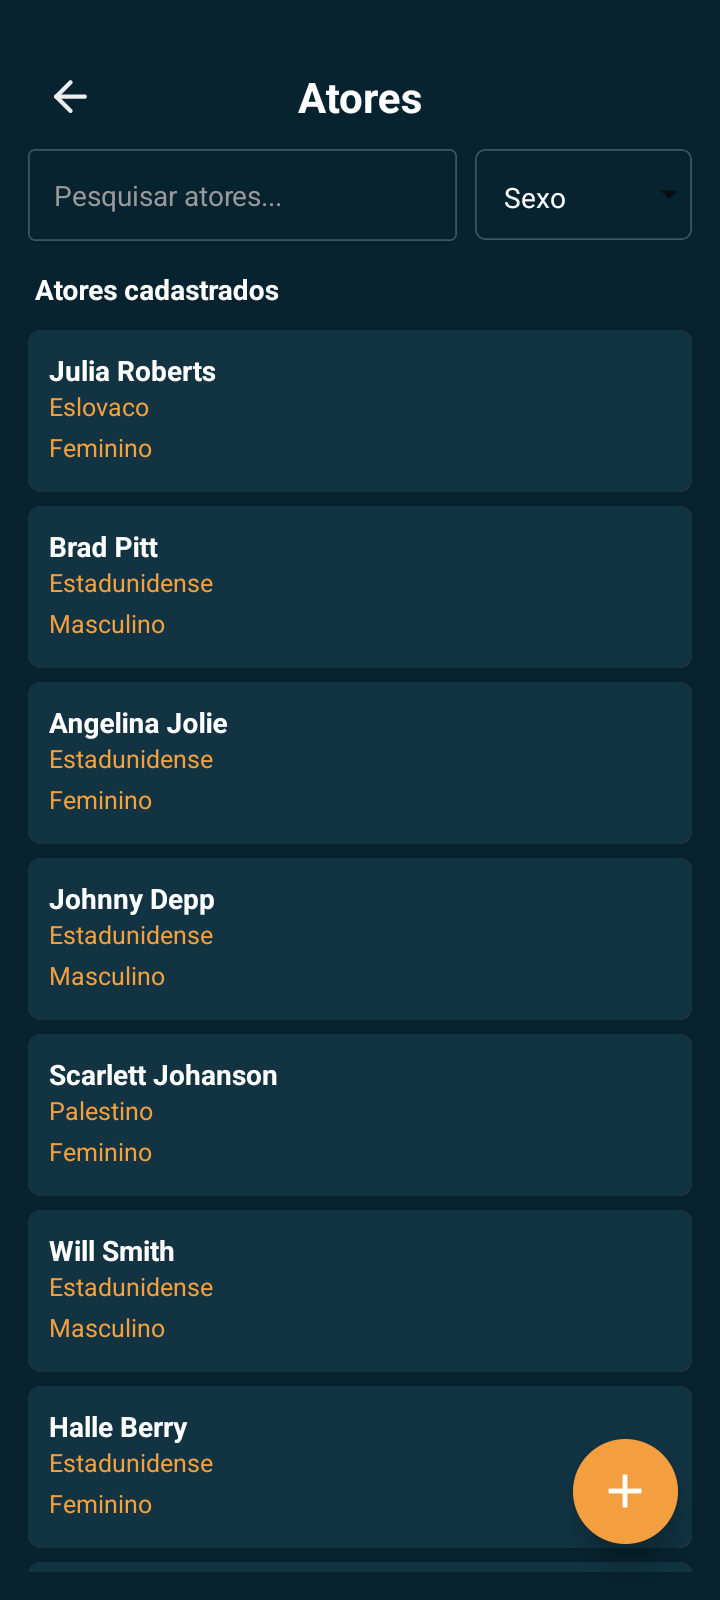 Atores
Pesquisar atores...
Sexo
Atores cadastrados
Julia Roberts
Eslovaco
Feminino
Brad Pitt
Estadunidense
Masculino
Angelina Jolie
Estadunidense
Feminino
Johnny Depp
Estadunidense
Masculino
Scarlett Johanson
Palestino
Feminino
Will Smith
Estadunidense
Masculino
Halle Berry
Estadunidense
Feminino